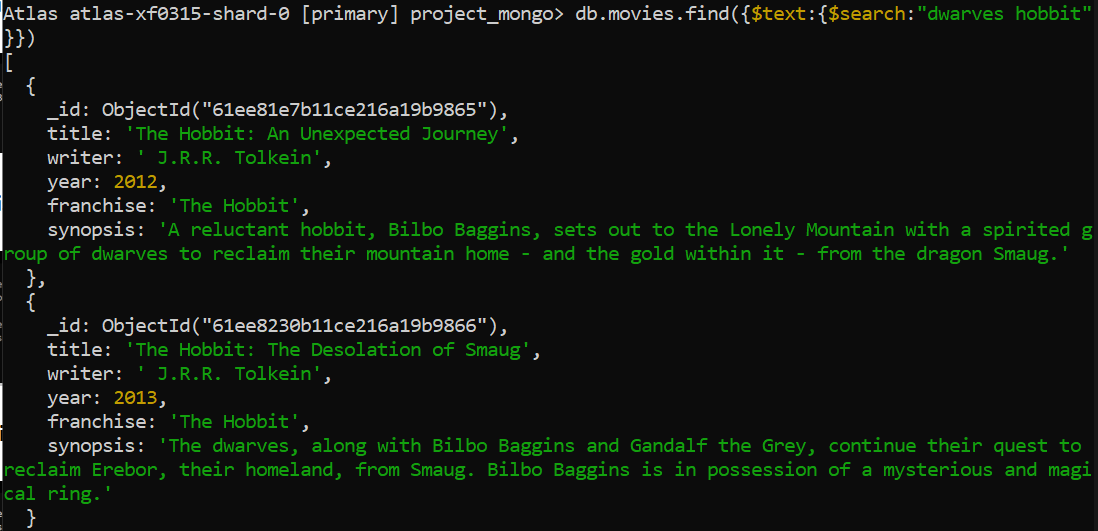 Atlas atlas-xf0315-shard-0 [primary] project_mongo> db.movies.find({$text:{$search:"dwarves hobbit"
}})
[
  {
    _id: ObjectId("61ee81e7b11ce216a19b9865"),
    title: 'The Hobbit: An Unexpected Journey',
    writer: ' J.R.R. Tolkein',
    year: 2012,
    franchise: 'The Hobbit',
    synopsis: 'A reluctant hobbit, Bilbo Baggins, sets out to the Lonely Mountain with a spirited g
roup of dwarves to reclaim their mountain home - and the gold within it - from the dragon Smaug.'
  },
  {
    _id: ObjectId("61ee8230b11ce216a19b9866"),
    title: 'The Hobbit: The Desolation of Smaug',
    writer: ' J.R.R. Tolkein',
    year: 2013,
    franchise: 'The Hobbit',
    synopsis: 'The dwarves, along with Bilbo Baggins and Gandalf the Grey, continue their quest to
reclaim Erebor, their homeland, from Smaug. Bilbo Baggins is in possession of a mysterious and magi
cal ring.'
  }